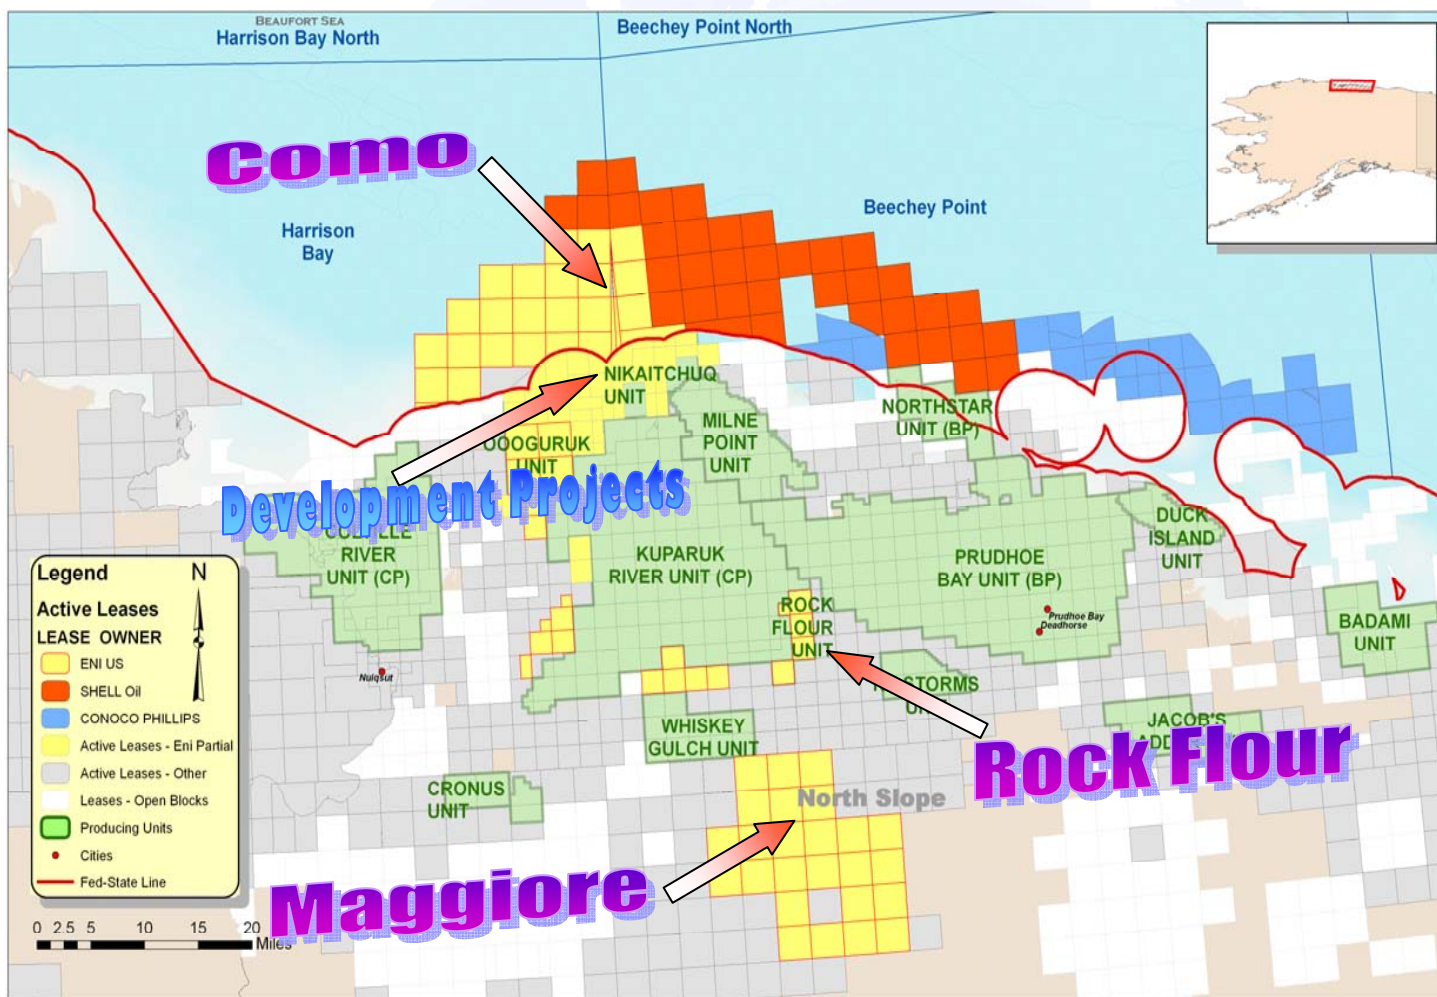 BEAUFORT SEA
Harrison Bay North
Beechey Point North
Como
Harrison
Bay
Beechey Point
NIKAITCHUQ
UNIT
OOOGURUK
UNIT
MILNE
POINT
UNIT
NORTHSTAR
UNIT (BP)
Development Projects
RIVER
UNIT (CP)
KUPARUK
RIVER UNIT (CP)
PRUDHOE
BAY UNIT (BP)
DUCK
ISLAND
UNIT
ROCK
FLOUR
UNIT
Prudhoe Bay
Deadhorse
BADAMI
UNIT
Nuiqsut
STORMS
WHISKEY
GULCH UNIT
JACOB'S
Rock Flour
CRONUS
UNIT
North Slope
Maggiore
Legend
N
Active Leases
LEASE OWNER
ENI US
SHELL Oil
CONOCO PHILLIPS
Active Leases - Eni Partial
Active Leases - Other
Leases - Open Blocks
Producing Units
Cities
Fed-State Line
0 2.5 5 10 15 20
Miles